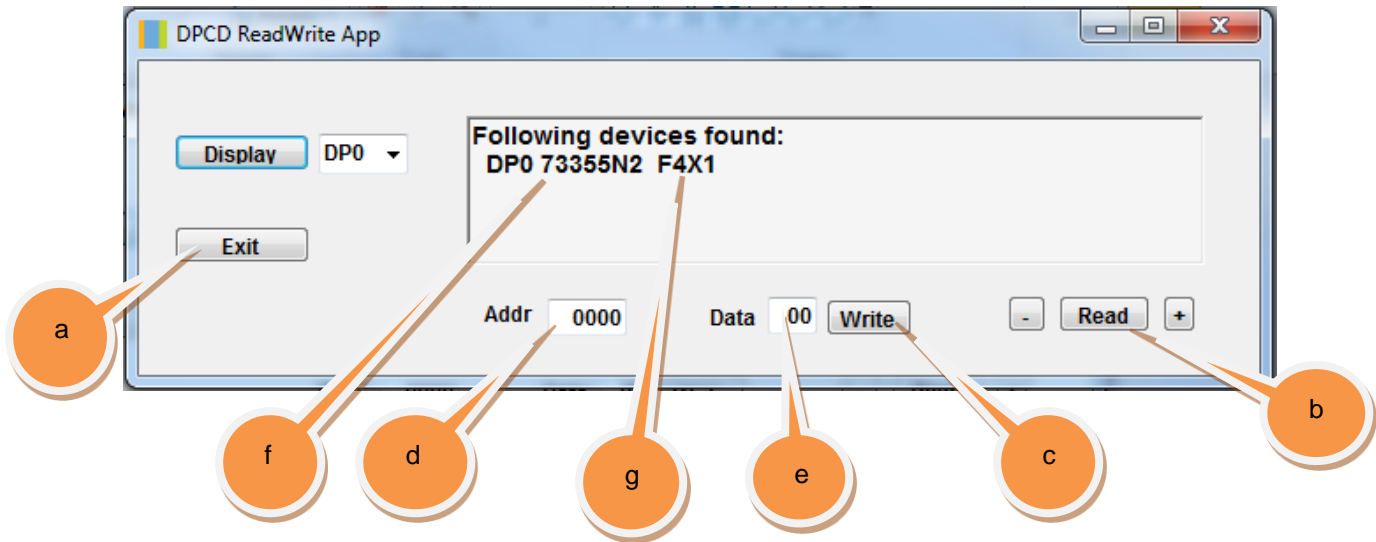 DPCD ReadWrite App
Following devices found:
Display DP0 DP0 73355N2 F4X1
Exit
Addr 0000 Data 00 Write - Read +
a
b
f d g e c